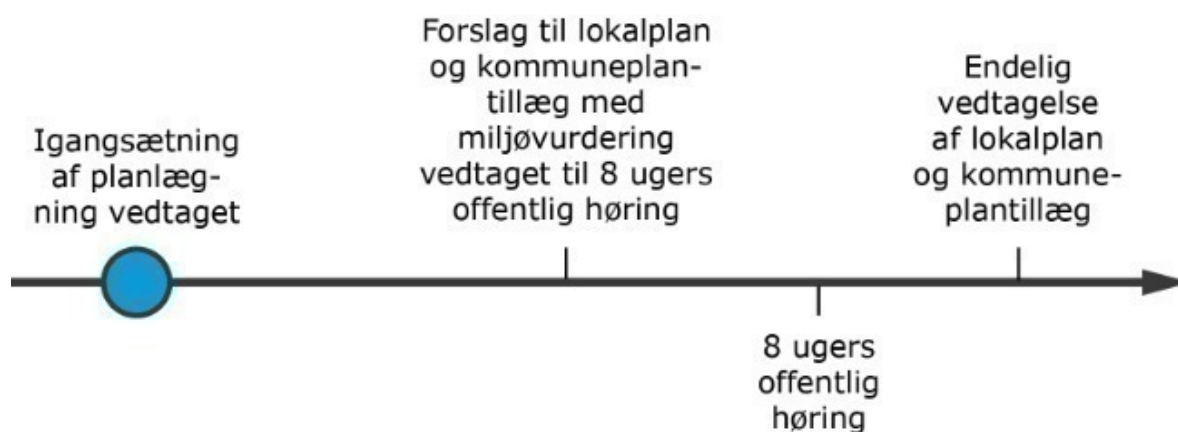 Igangsætning
af planlæg-
ning vedtaget
Forslag til lokalplan
og kommuneplan-
tillæg med
miljøvurdering
vedtaget til 8 ugers
offentlig høring
8 ugers
offentlig
høring
Endelig
vedtagelse
af lokalplan
og kommune-
plantillæg